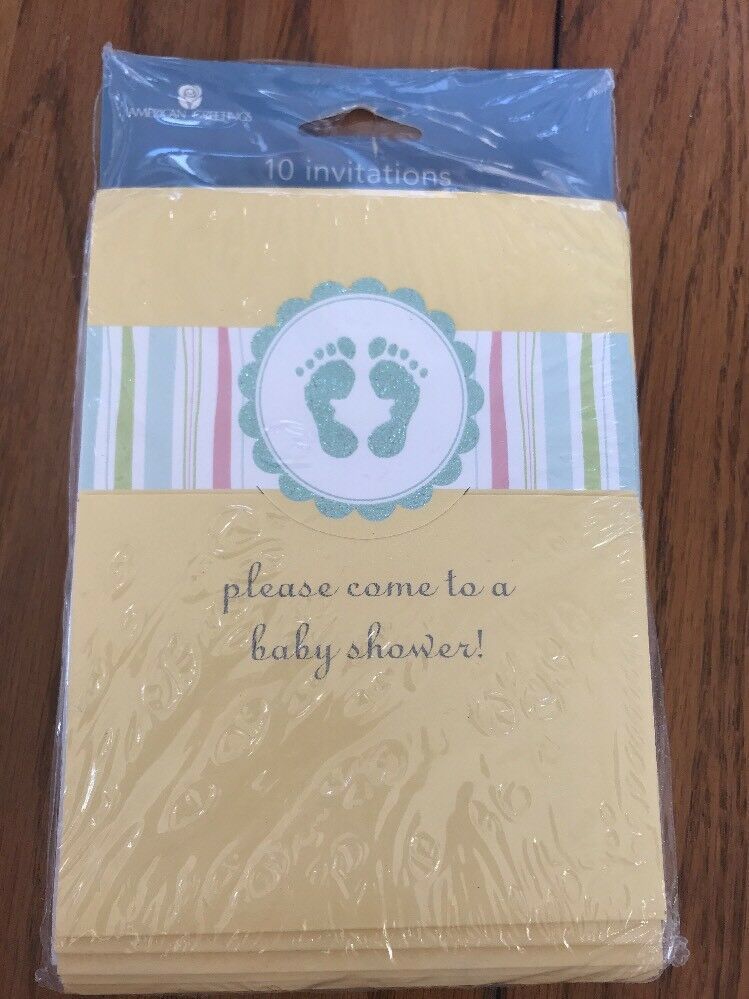 AMERICAN GREETINGS
10 invitations
please come to a
baby shower!